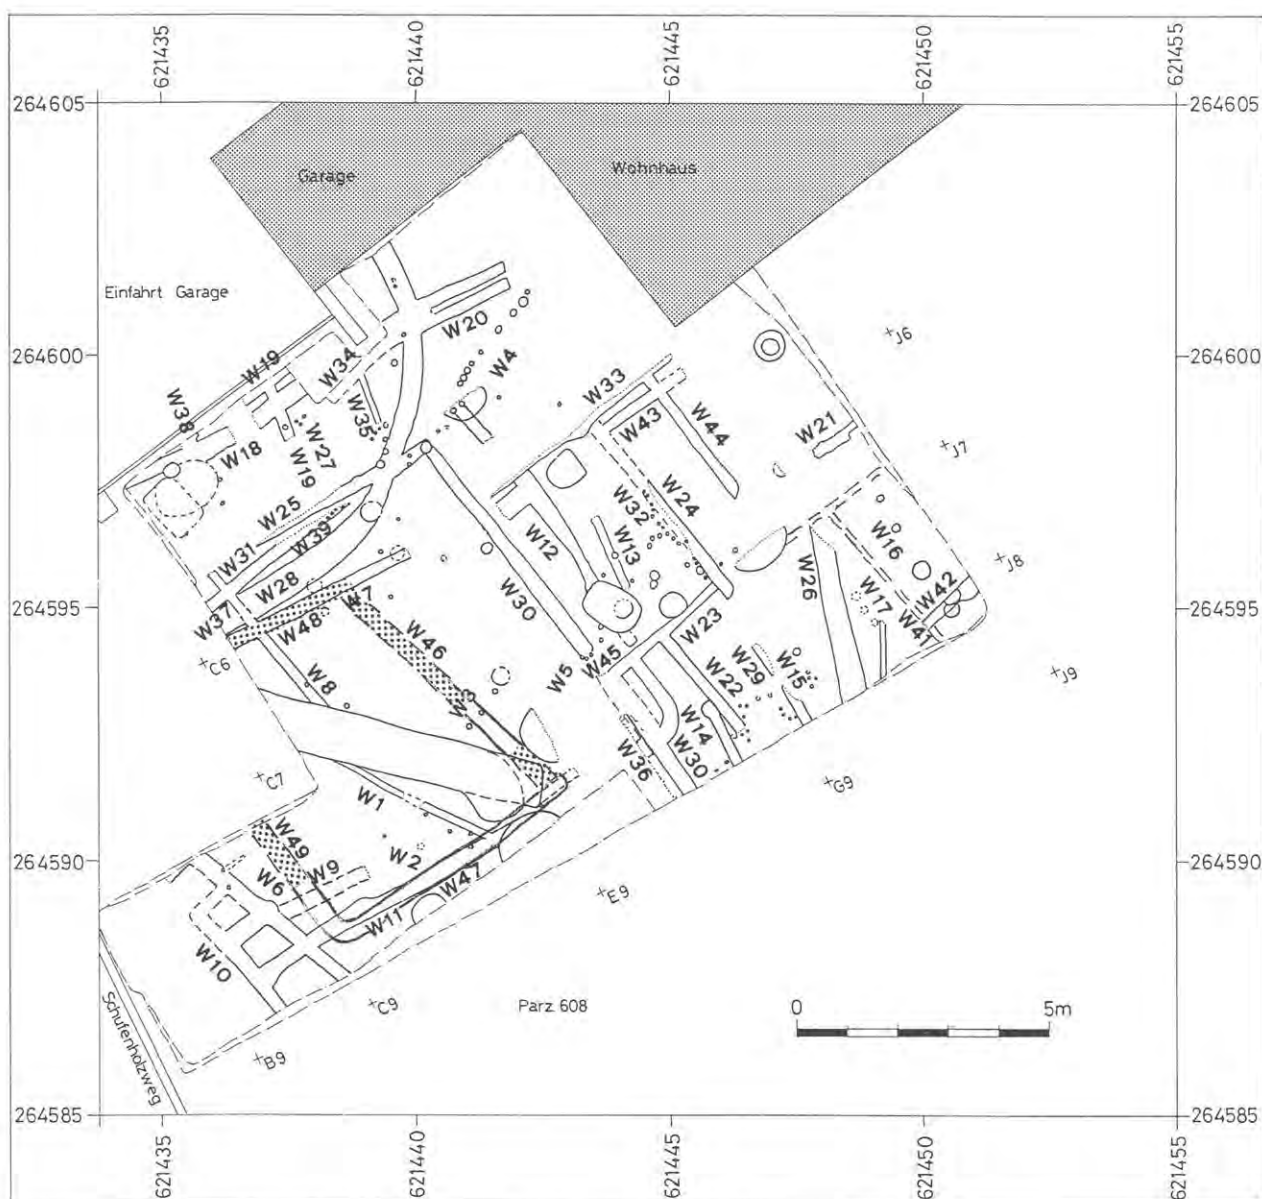 621435
621440
621445
621450
621455
264605
264605
Garage
Wohnhaus
Einfahrt Garage
J6
264600
264600
W20
W19
W34
W4
W33
W38
W35
W43
W44
W21
W27
W18
W19
J7
W25
W24
W32
W39
W12
W13
W16
W31
W30
W26
J8
W28
W42
W17
264595
264595
W37
W7
W48
W41
W46
W23
C6
W5
W45
W8
W29
W15
W22
J9
W3
W14
W36
W30
C7
G9
W1
W49
W2
264590
264590
W9
W6
W47
E9
W11
W10
C9
Parz. 608
0
5m
Schufenholzweg
B9
264585
264585
621435
621440
621445
621450
621455